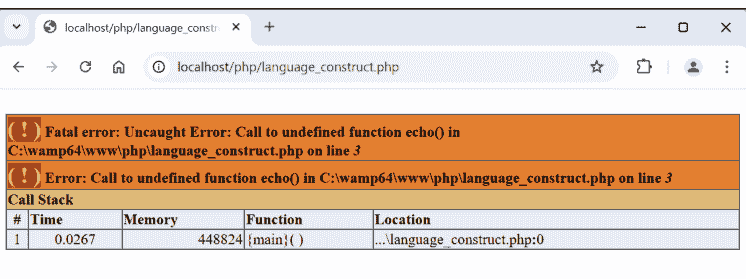 localhost/php/language_constr
localhost/php/language_construct.php
( ! ) Fatal error: Uncaught Error: Call to undefined function echo() in
C:\wamp64\www\php\language_construct.php on line 3
( ! ) Error: Call to undefined function echo() in C:\wamp64\www\php\language_construct.php on line 3
Call Stack
# Time Memory Function Location
1 0.0267 448824 {main}( ) ...\language_construct.php:0